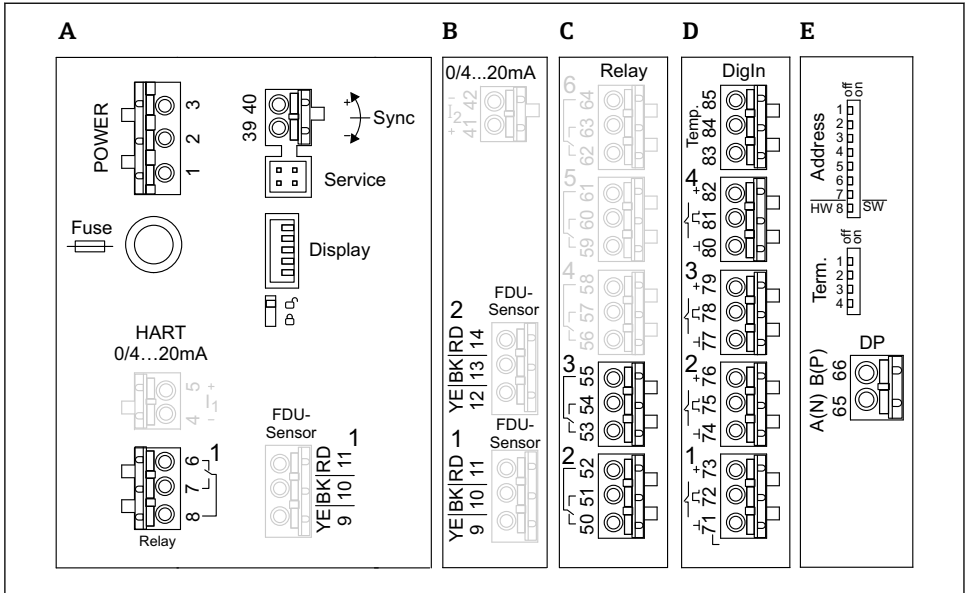 A
POWER
3
2
1
39 40
+
-
Sync
Service
Fuse
Display
HART
0/4...20mA
4 5
- I1 +
6
7
8
1
Relay
FDU-
Sensor
1
YE|BK|RD
9 |10| 11
B
0/4...20mA
- I2 +
41 42
2
FDU-
Sensor
YE|BK|RD
12 |13| 14
1
FDU-
Sensor
YE|BK|RD
9 |10| 11
C
Relay
6
62 63 64
5
59 60 61
4
56 57 58
3
53 54 55
2
50 51 52
D
DigIn
Temp.
83 84 85
4
80 81 82
+
3
77 78 79
+
2
74 75 76
+
1
71 72 73
+
E
off
on
Address
1
2
3
4
5
6
7
HW 8 SW
off
on
Term.
1
2
3
4
DP
A(N) B(P)
65 66